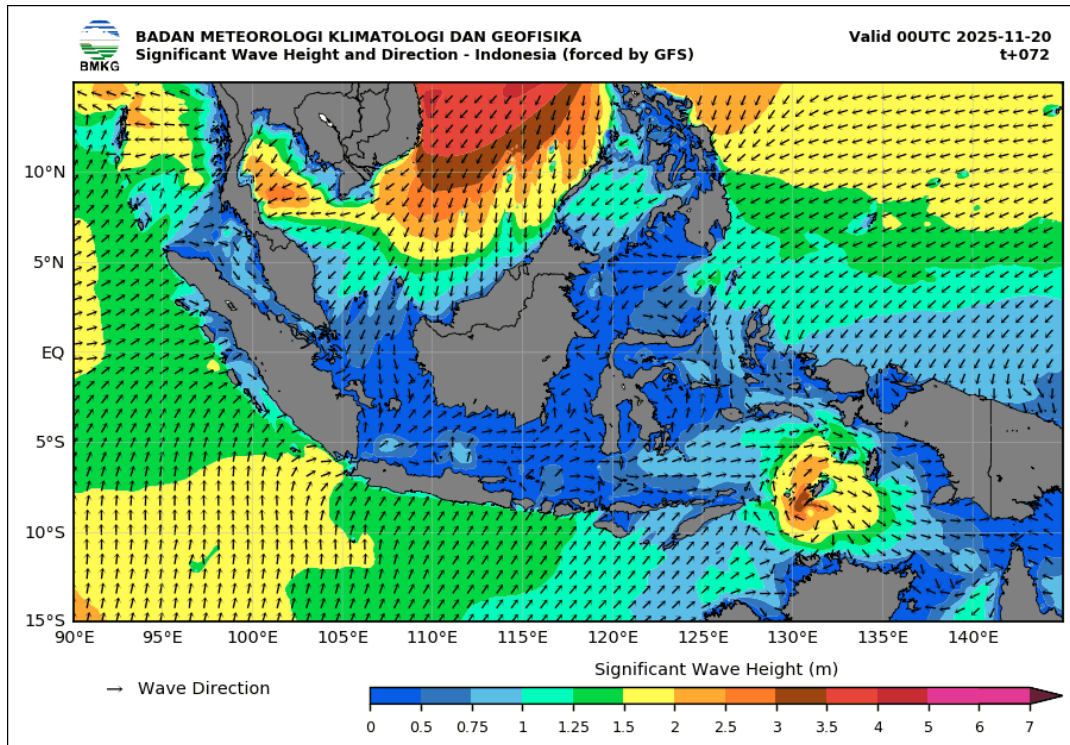 BMKG
BADAN METEOROLOGI KLIMATOLOGI DAN GEOFISIKA
Significant Wave Height and Direction - Indonesia (forced by GFS)
Valid 00UTC 2025-11-20
t+072
10°N
5°N
EQ
5°S
10°S
15°S
90°E 95°E 100°E 105°E 110°E 115°E 120°E 125°E 130°E 135°E 140°E
Wave Direction
Significant Wave Height (m)
0 0.5 0.75 1 1.25 1.5 2 2.5 3 3.5 4 5 6 7